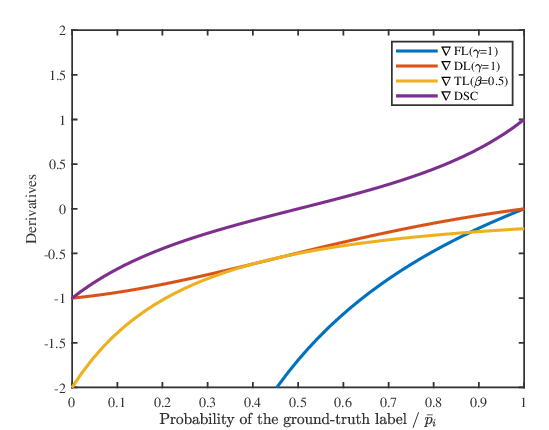 2
1.5
1
0.5
0
-0.5
-1
-1.5
-2
Derivatives
∇ FL(γ=1)
∇ DL(γ=1)
∇ TL(β=0.5)
∇ DSC
0 0.1 0.2 0.3 0.4 0.5 0.6 0.7 0.8 0.9 1
Probability of the ground-truth label / p̄ᵢ